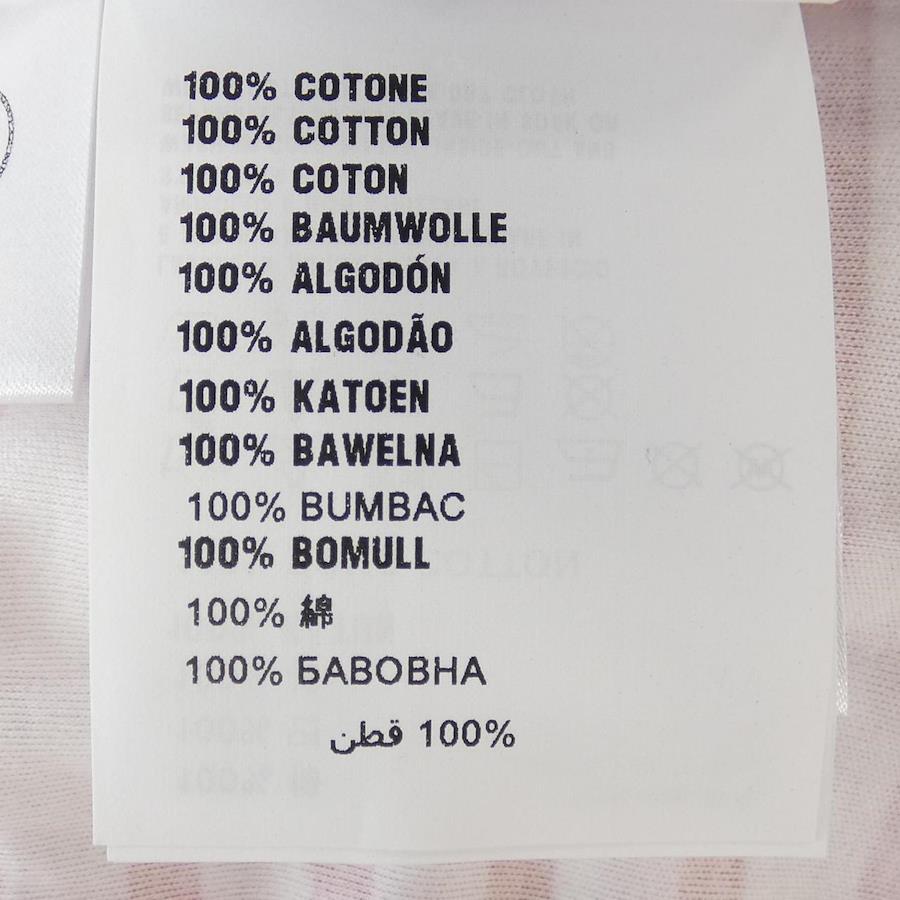 100% COTONE
100% COTTON
100% COTON
100% BAUMWOLLE
100% ALGODÓN
100% ALGODÃO
100% KATOEN
100% BAWELNA
100% BUMBAC
100% BOMULL
100% 綿
100% БАВОВНА
100% قطن